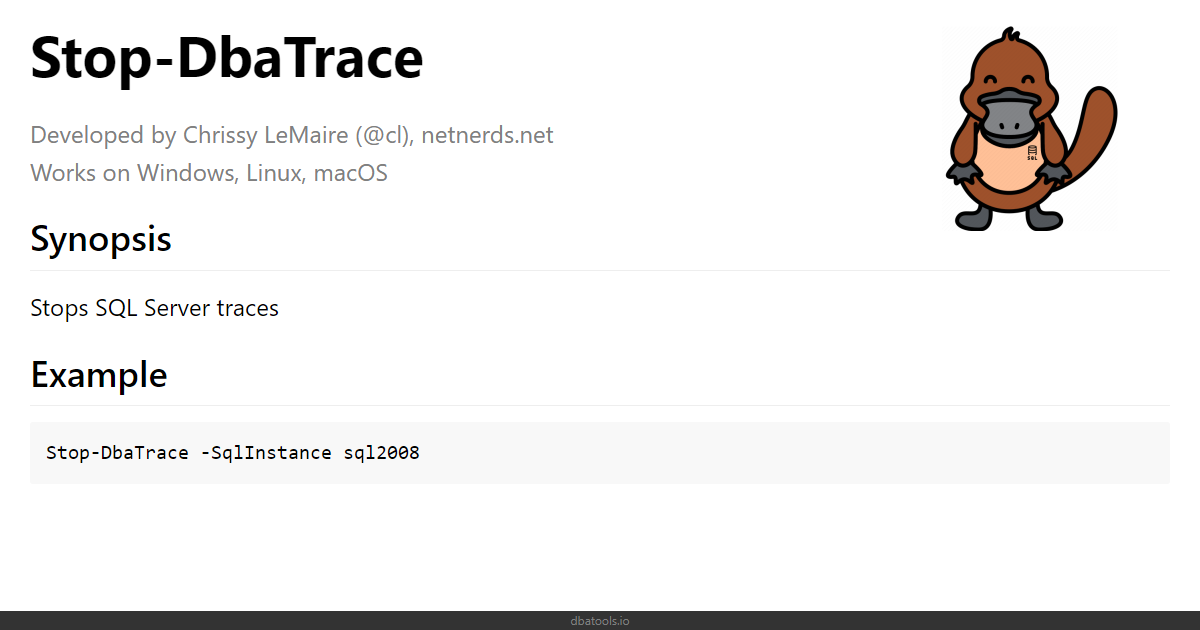 Stop-DbaTrace
Developed by Chrissy LeMaire (@cl), netnerds.net
Works on Windows, Linux, macOS
SQL
Synopsis
Stops SQL Server traces
Example
Stop-DbaTrace -SqlInstance sql2008
dbatools.io